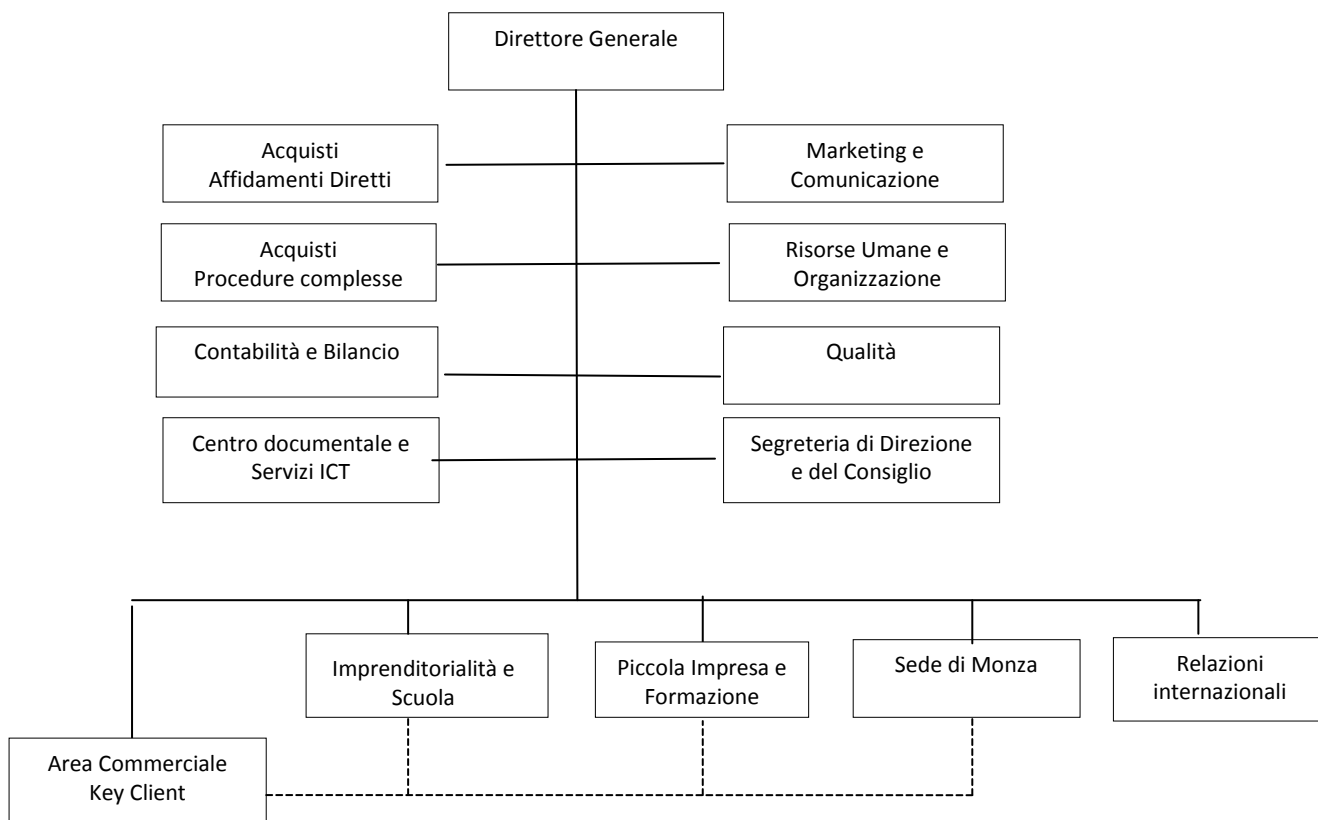 Direttore Generale
Acquisti
Affidamenti Diretti
Marketing e
Comunicazione
Acquisti
Procedure complesse
Risorse Umane e
Organizzazione
Contabilità e Bilancio
Qualità
Centro documentale e
Servizi ICT
Segreteria di Direzione
e del Consiglio
Imprenditorialità e
Scuola
Piccola Impresa e
Formazione
Sede di Monza
Relazioni
internazionali
Area Commerciale
Key Client